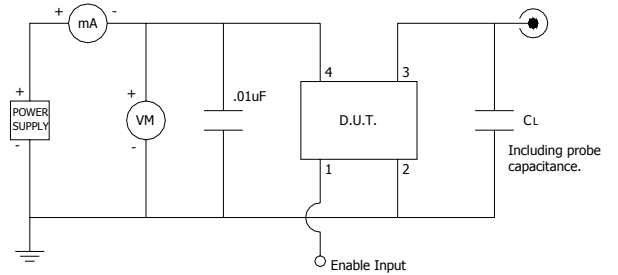 + mA -
+
POWER
SUPPLY
-
+
VM
-
.01uF
4 3
D.U.T.
1 2
CL
Including probe
capacitance.
Enable Input